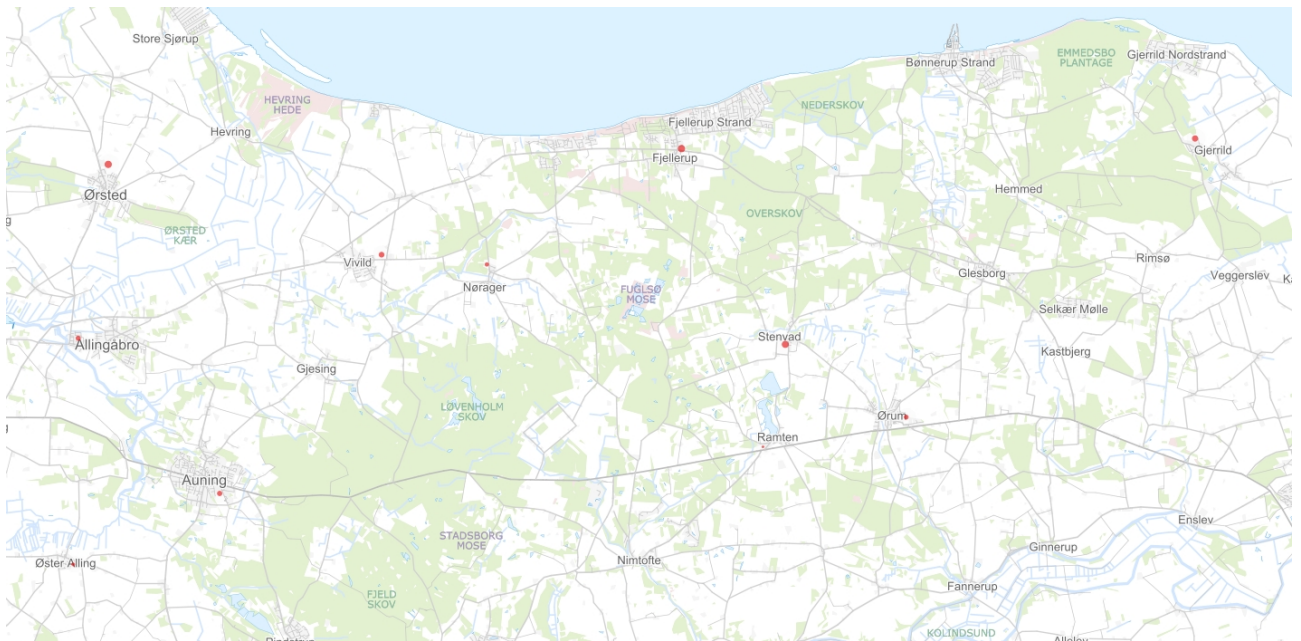 Store Sjørup
Bønnerup Strand
EMMEDSBO
PLANTAGE
Gjerrild Nordstrand
HEVRING
HEDE
NEDERSKOV
Hevring
Fjellerup Strand
Fjellerup
Gjerrild
Ørsted
Hemmed
g
ØRSTED
KÆR
OVERSKOV
Vivild
Nørager
Glesborg
Rimsø
Veggerslev
FUGLSØ
MOSE
Selkær Mølle
Allingåbro
Stenvad
Kastbjerg
Gjesing
LØVENHOLM
SKOV
Ørum
Ramten
Auning
Enslev
STADSBORG
MOSE
Øster Alling
Nimtofte
Ginnerup
Fannerup
FJELD
SKOV
KOLINDSUND